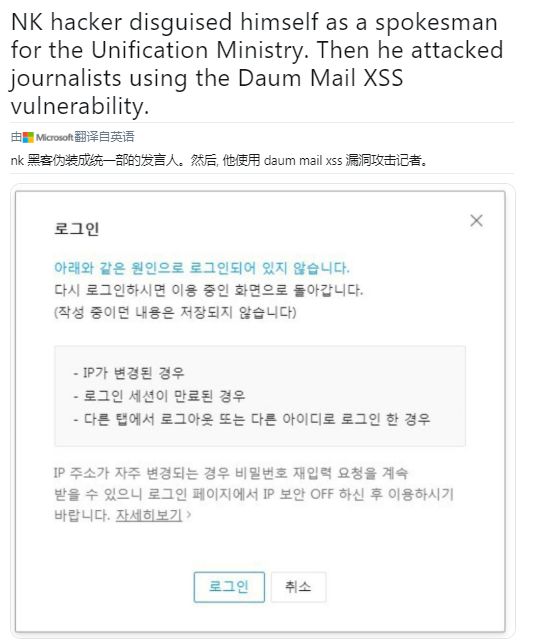 NK hacker disguised himself as a spokesman
for the Unification Ministry. Then he attacked
journalists using the Daum Mail XSS
vulnerability.
由Microsoft翻译自英语
nk 黑客伪装成统一部的发言人。然后, 他使用 daum mail xss 漏洞攻击记者。
로그인
아래와 같은 원인으로 로그인되어 있지 않습니다.
다시 로그인하시면 이용 중인 화면으로 돌아갑니다.
(작성 중이던 내용은 저장되지 않습니다)
- IP가 변경된 경우
- 로그인 세션이 만료된 경우
- 다른 탭에서 로그아웃 또는 다른 아이디로 로그인 한 경우
IP 주소가 자주 변경되는 경우 비밀번호 재입력 요청을 계속
받을 수 있으니 로그인 페이지에서 IP 보안 OFF 하신 후 이용하시기
바랍니다. 자세히보기 >
로그인 취소